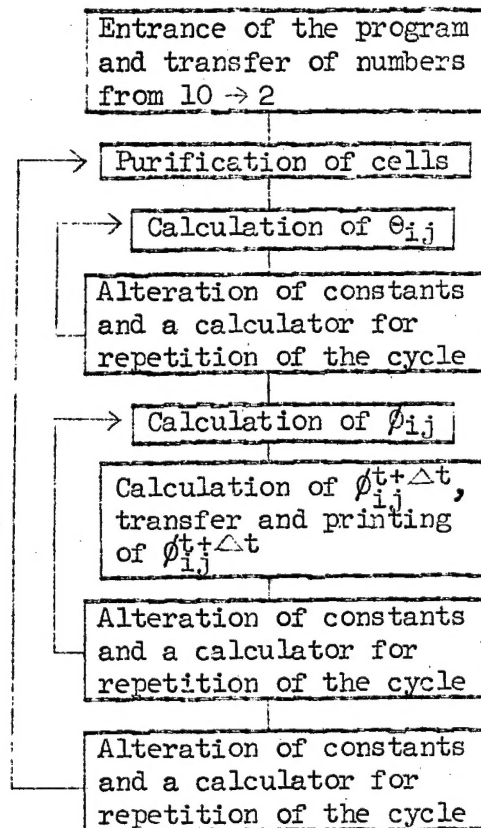 Entrance of the program
and transfer of numbers
from 10 → 2
Purification of cells
Calculation of Θij
Alteration of constants
and a calculator for
repetition of the cycle
Calculation of ϕij
Calculation of ϕij^t+Δt,
transfer and printing
of ϕij^t+Δt
Alteration of constants
and a calculator for
repetition of the cycle
Alteration of constants
and a calculator for
repetition of the cycle